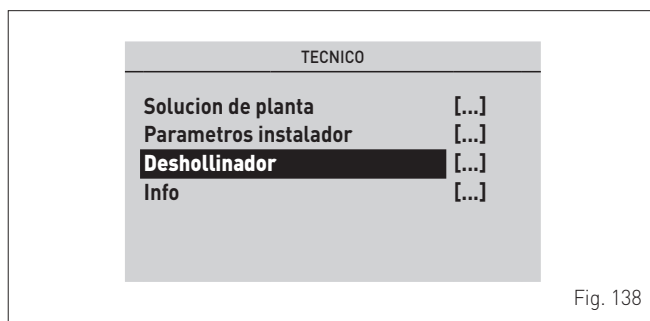 TECNICO
Solucion de planta [...]
Parametros instalador [...]
Deshollinador [...]
Info [...]
Fig. 138